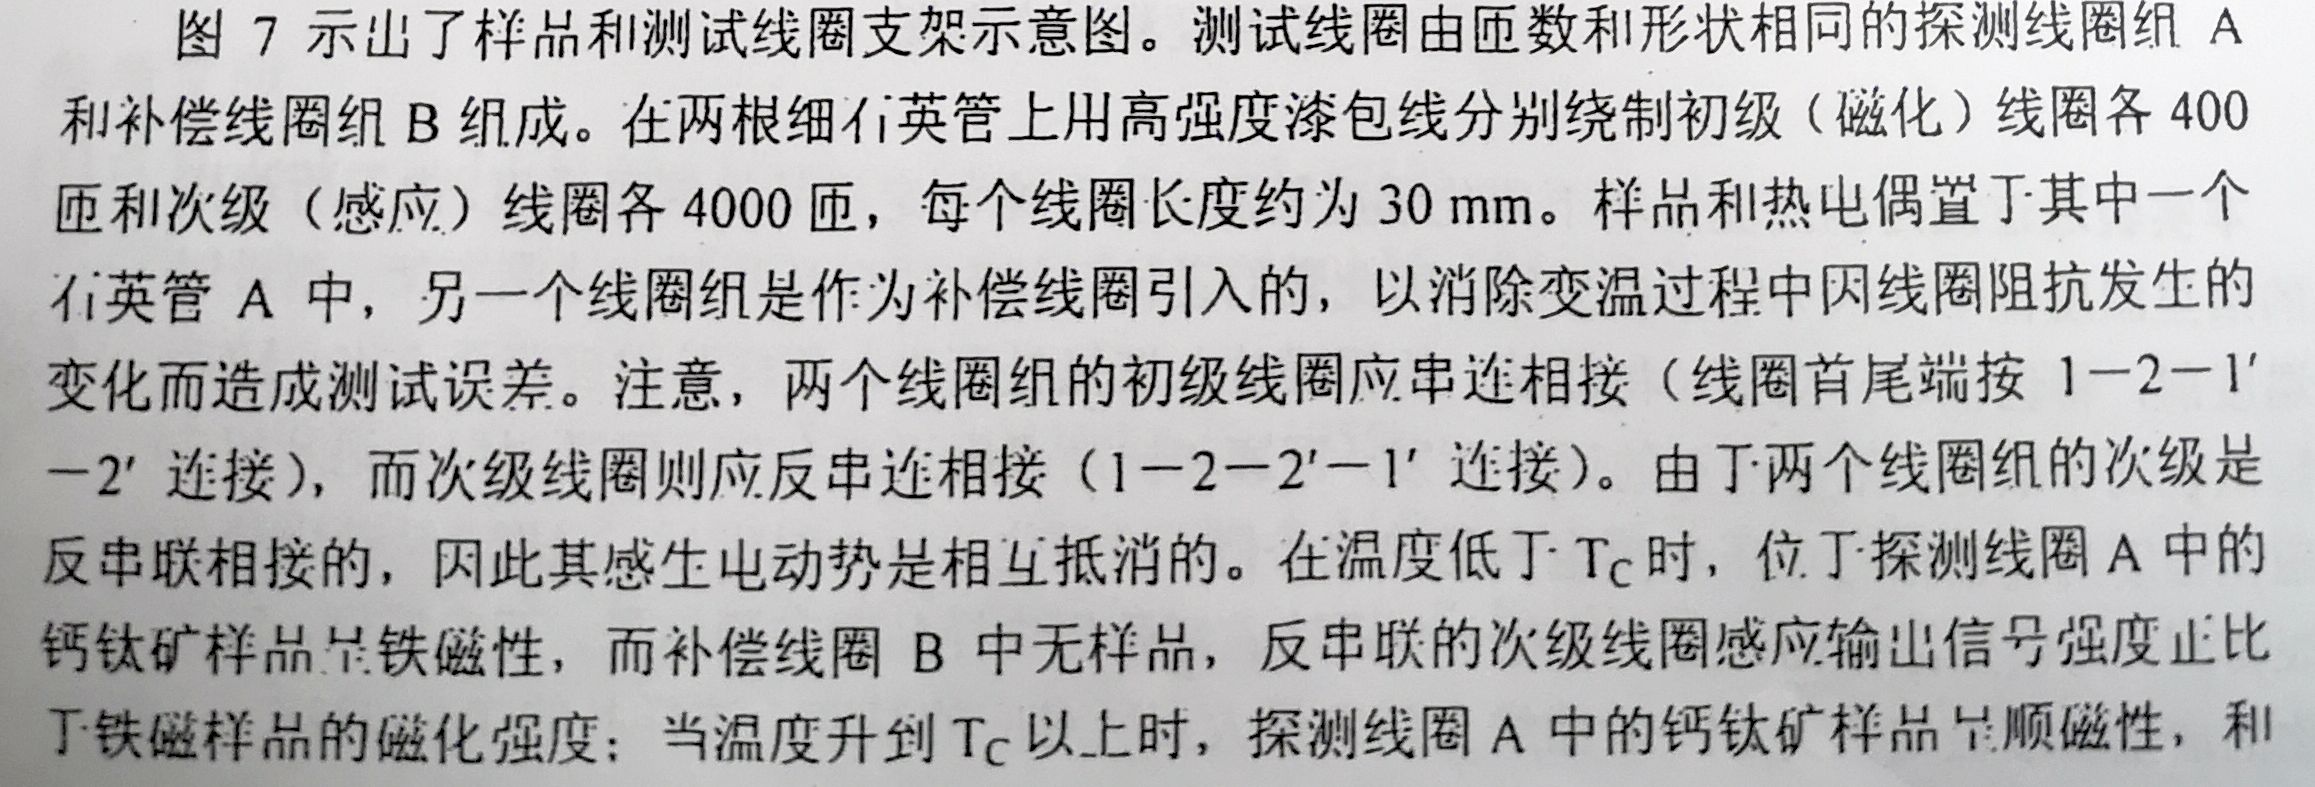 图 7 示出了样品和测试线圈支架示意图。测试线圈由匝数和形状相同的探测线圈组 A
和补偿线圈组 B 组成。在两根细石英管上用高强度漆包线分别绕制初级（磁化）线圈各 400
匝和次级（感应）线圈各 4000 匝，每个线圈长度约为 30 mm。样品和热电偶置于其中一个
石英管 A 中，另一个线圈组是作为补偿线圈引入的，以消除变温过程中因线圈阻抗发生的
变化而造成测试误差。注意，两个线圈组的初级线圈应串连相接（线圈首尾端按 1－2－1′
－2′ 连接），而次级线圈则应反串连相接（1－2－2′－1′ 连接）。由于两个线圈组的次级是
反串联相接的，因此其感生电动势是相互抵消的。在温度低于 T_C 时，位于探测线圈 A 中的
钙钛矿样品呈铁磁性，而补偿线圈 B 中无样品，反串联的次级线圈感应输出信号强度正比
于铁磁样品的磁化强度；当温度升到 T_C 以上时，探测线圈 A 中的钙钛矿样品呈顺磁性，和